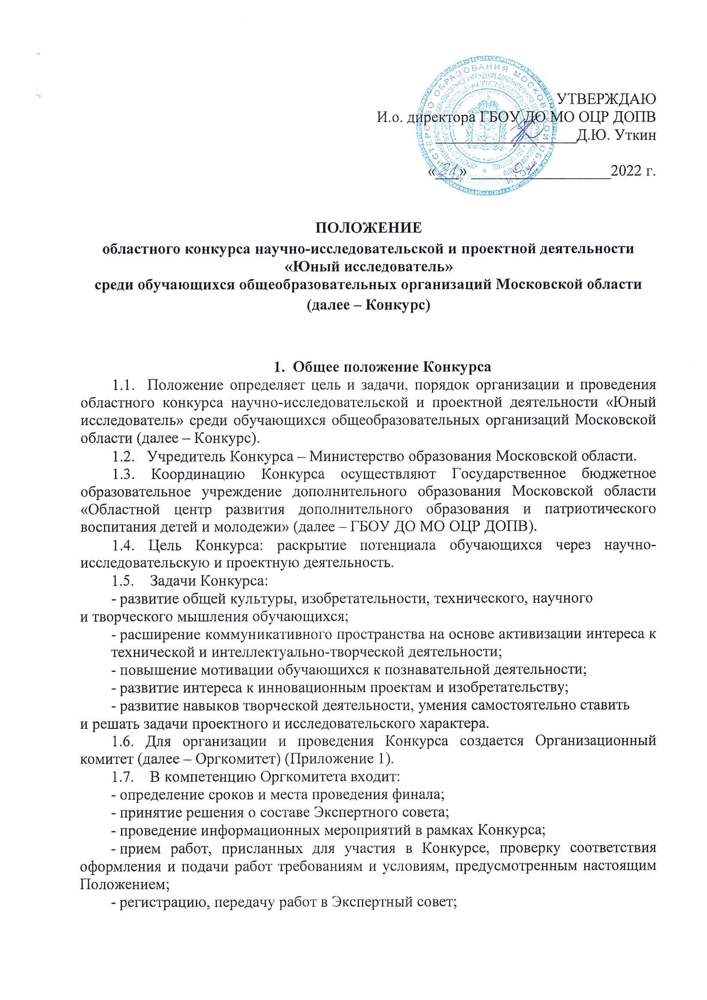 МИНИСТЕРСТВО ОБРАЗОВАНИЯ МОСКОВСКОЙ ОБЛАСТИ
УТВЕРЖДАЮ
И.о. директора ГБОУ ДО МО ОЦР ДОПВ
Д.Ю. Уткин
«21» 01 2022 г.
ПОЛОЖЕНИЕ
областного конкурса научно-исследовательской и проектной деятельности
«Юный исследователь»
среди обучающихся общеобразовательных организаций Московской области
(далее – Конкурс)
1. Общее положение Конкурса
1.1. Положение определяет цель и задачи, порядок организации и проведения
областного конкурса научно-исследовательской и проектной деятельности «Юный
исследователь» среди обучающихся общеобразовательных организаций Московской
области (далее – Конкурс).
1.2. Учредитель Конкурса – Министерство образования Московской области.
1.3. Координацию Конкурса осуществляют Государственное бюджетное
образовательное учреждение дополнительного образования Московской области
«Областной центр развития дополнительного образования и патриотического
воспитания детей и молодежи» (далее – ГБОУ ДО МО ОЦР ДОПВ).
1.4. Цель Конкурса: раскрытие потенциала обучающихся через научно-
исследовательскую и проектную деятельность.
1.5. Задачи Конкурса:
- развитие общей культуры, изобретательности, технического, научного
и творческого мышления обучающихся;
- расширение коммуникативного пространства на основе активизации интереса к
технической и интеллектуально-творческой деятельности;
- повышение мотивации обучающихся к познавательной деятельности;
- развитие интереса к инновационным проектам и изобретательству;
- развитие навыков творческой деятельности, умения самостоятельно ставить
и решать задачи проектного и исследовательского характера.
1.6. Для организации и проведения Конкурса создается Организационный
комитет (далее – Оргкомитет) (Приложение 1).
1.7. В компетенцию Оргкомитета входит:
- определение сроков и места проведения финала;
- принятие решения о составе Экспертного совета;
- проведение информационных мероприятий в рамках Конкурса;
- прием работ, присланных для участия в Конкурсе, проверку соответствия
оформления и подачи работ требованиям и условиям, предусмотренным настоящим
Положением;
- регистрацию, передачу работ в Экспертный совет;